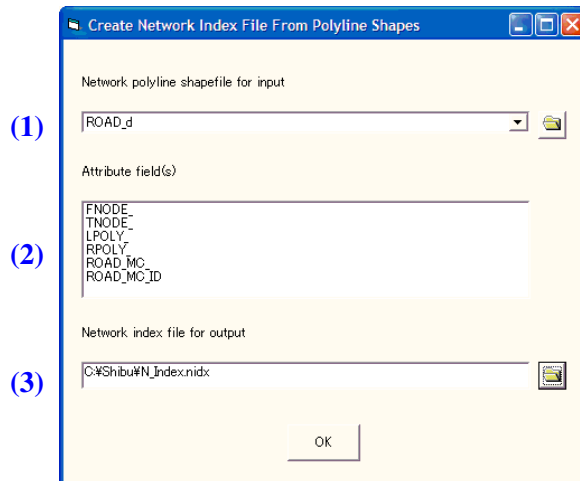 Create Network Index File From Polyline Shapes
Network polyline shapefile for input
(1)
ROAD_d
Attribute field(s)
(2)
FNODE_
TNODE_
LPOLY_
RPOLY_
ROAD_MC_
ROAD_MC_ID
Network index file for output
(3)
C:¥Shibu¥N_Index.nidx
OK